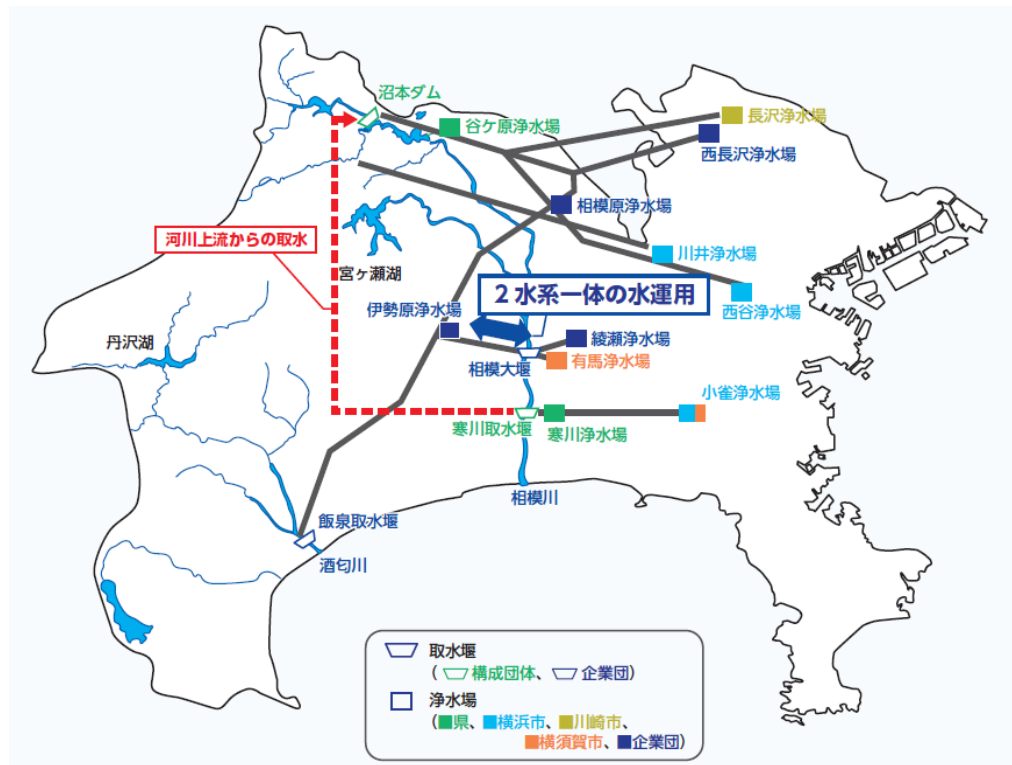 沼本ダム
谷ケ原浄水場
長沢浄水場
西長沢浄水場
相模原浄水場
河川上流からの取水
川井浄水場
宮ヶ瀬湖
2水系一体の水運用
西谷浄水場
伊勢原浄水場
丹沢湖
綾瀬浄水場
相模大堰
有馬浄水場
小雀浄水場
寒川取水堰
寒川浄水場
相模川
飯泉取水堰
酒匂川
取水堰
(構成団体、企業団)
浄水場
(■県、■横浜市、■川崎市、
■横須賀市、■企業団)